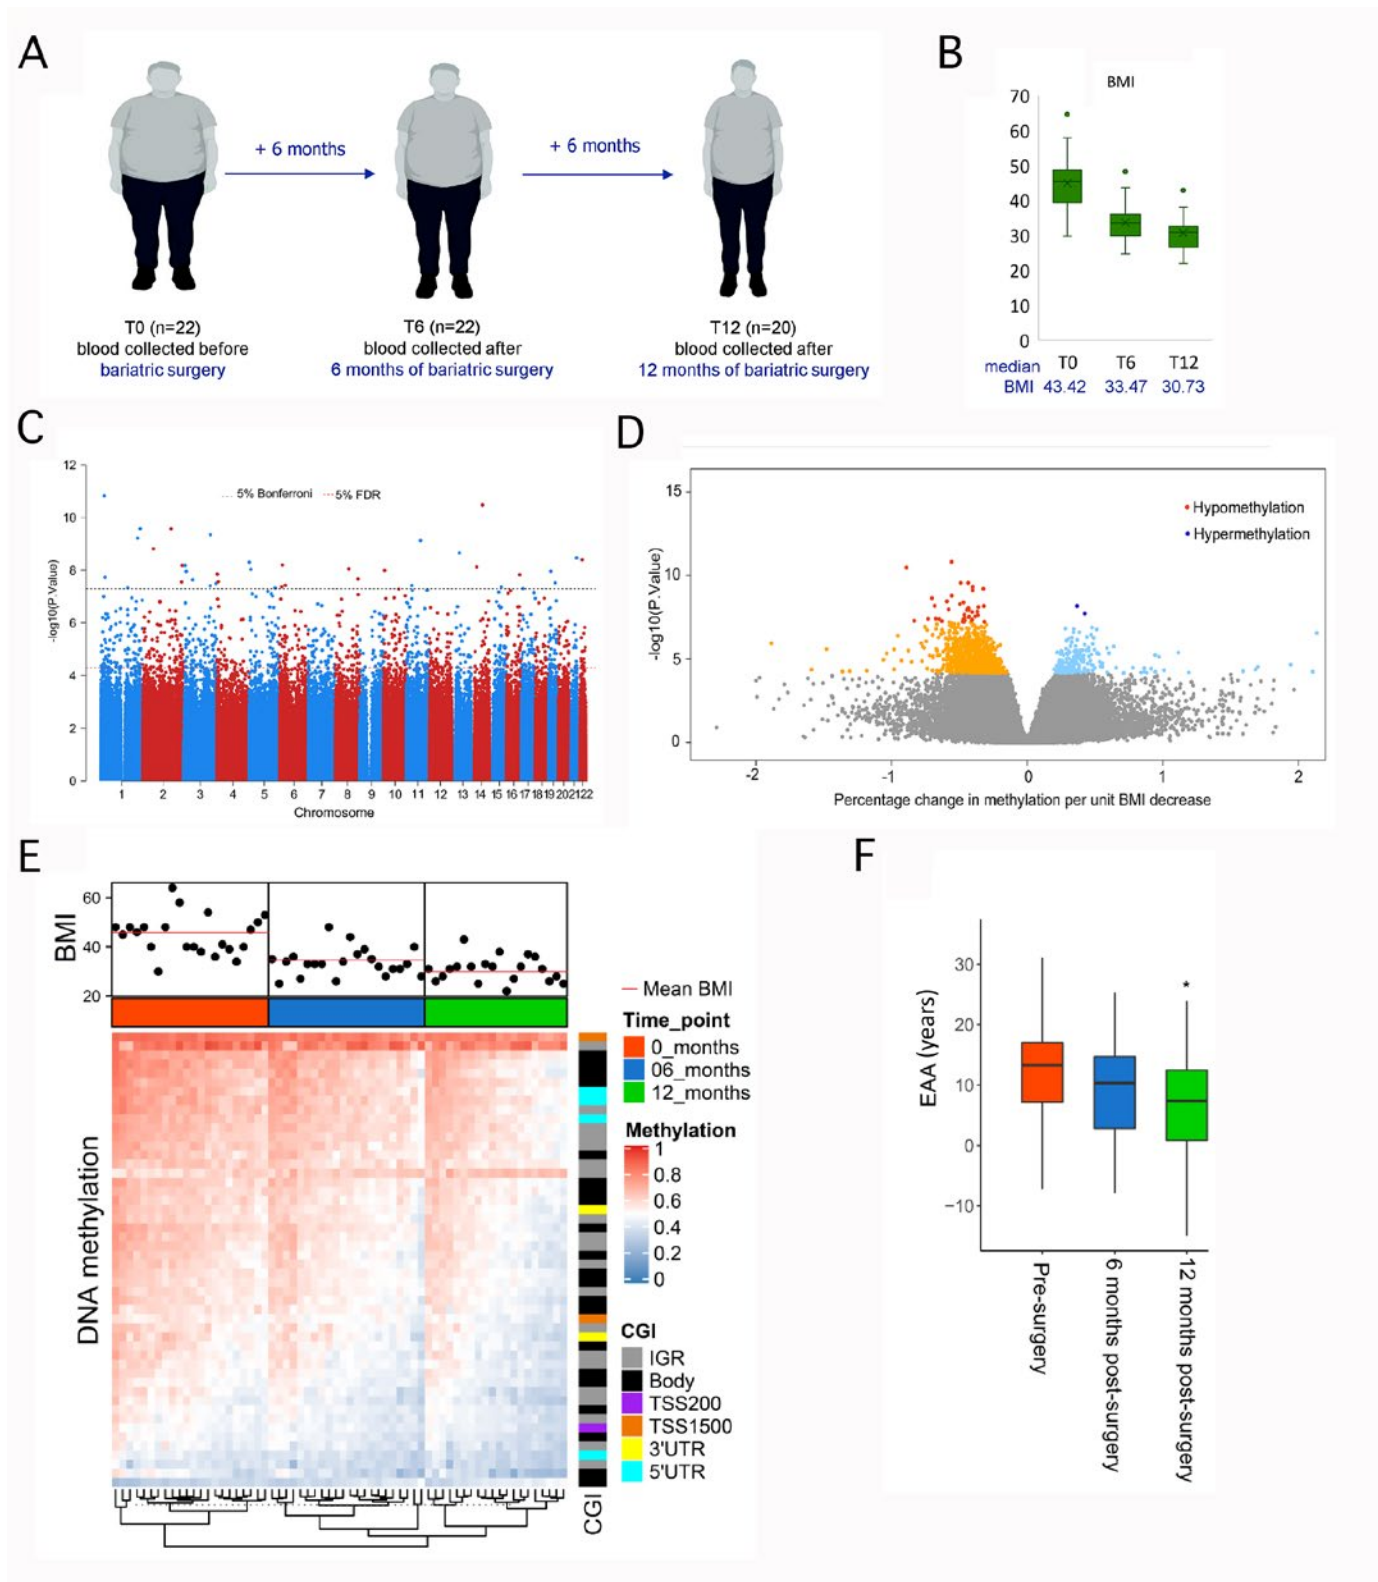 A
+ 6 months
+ 6 months
T0 (n=22)
blood collected before
bariatric surgery
T6 (n=22)
blood collected after
6 months of bariatric surgery
T12 (n=20)
blood collected after
12 months of bariatric surgery
B
BMI
70
60
50
40
30
20
10
0
T0 T6 T12
median
BMI 43.42 33.47 30.73
C
12
10
8
6
4
2
0
-log10(P.Value)
5% Bonferroni 5% FDR
1 2 3 4 5 6 7 8 9 10 11 12 13 14 15 16 17 18 19 20 21 22
Chromosome
D
15
10
5
0
-log10(P.Value)
Hypomethylation
Hypermethylation
-2 -1 0 1 2
Percentage change in methylation per unit BMI decrease
E
BMI
60
40
20
DNA methylation
Mean BMI
Time_point
0_months
06_months
12_months
Methylation
1
0.8
0.6
0.4
0.2
0
CGI
IGR
Body
TSS200
TSS1500
3'UTR
5'UTR
CGI
F
EAA (years)
30
20
10
0
−10
*
Pre-surgery
6 months post-surgery
12 months post-surgery